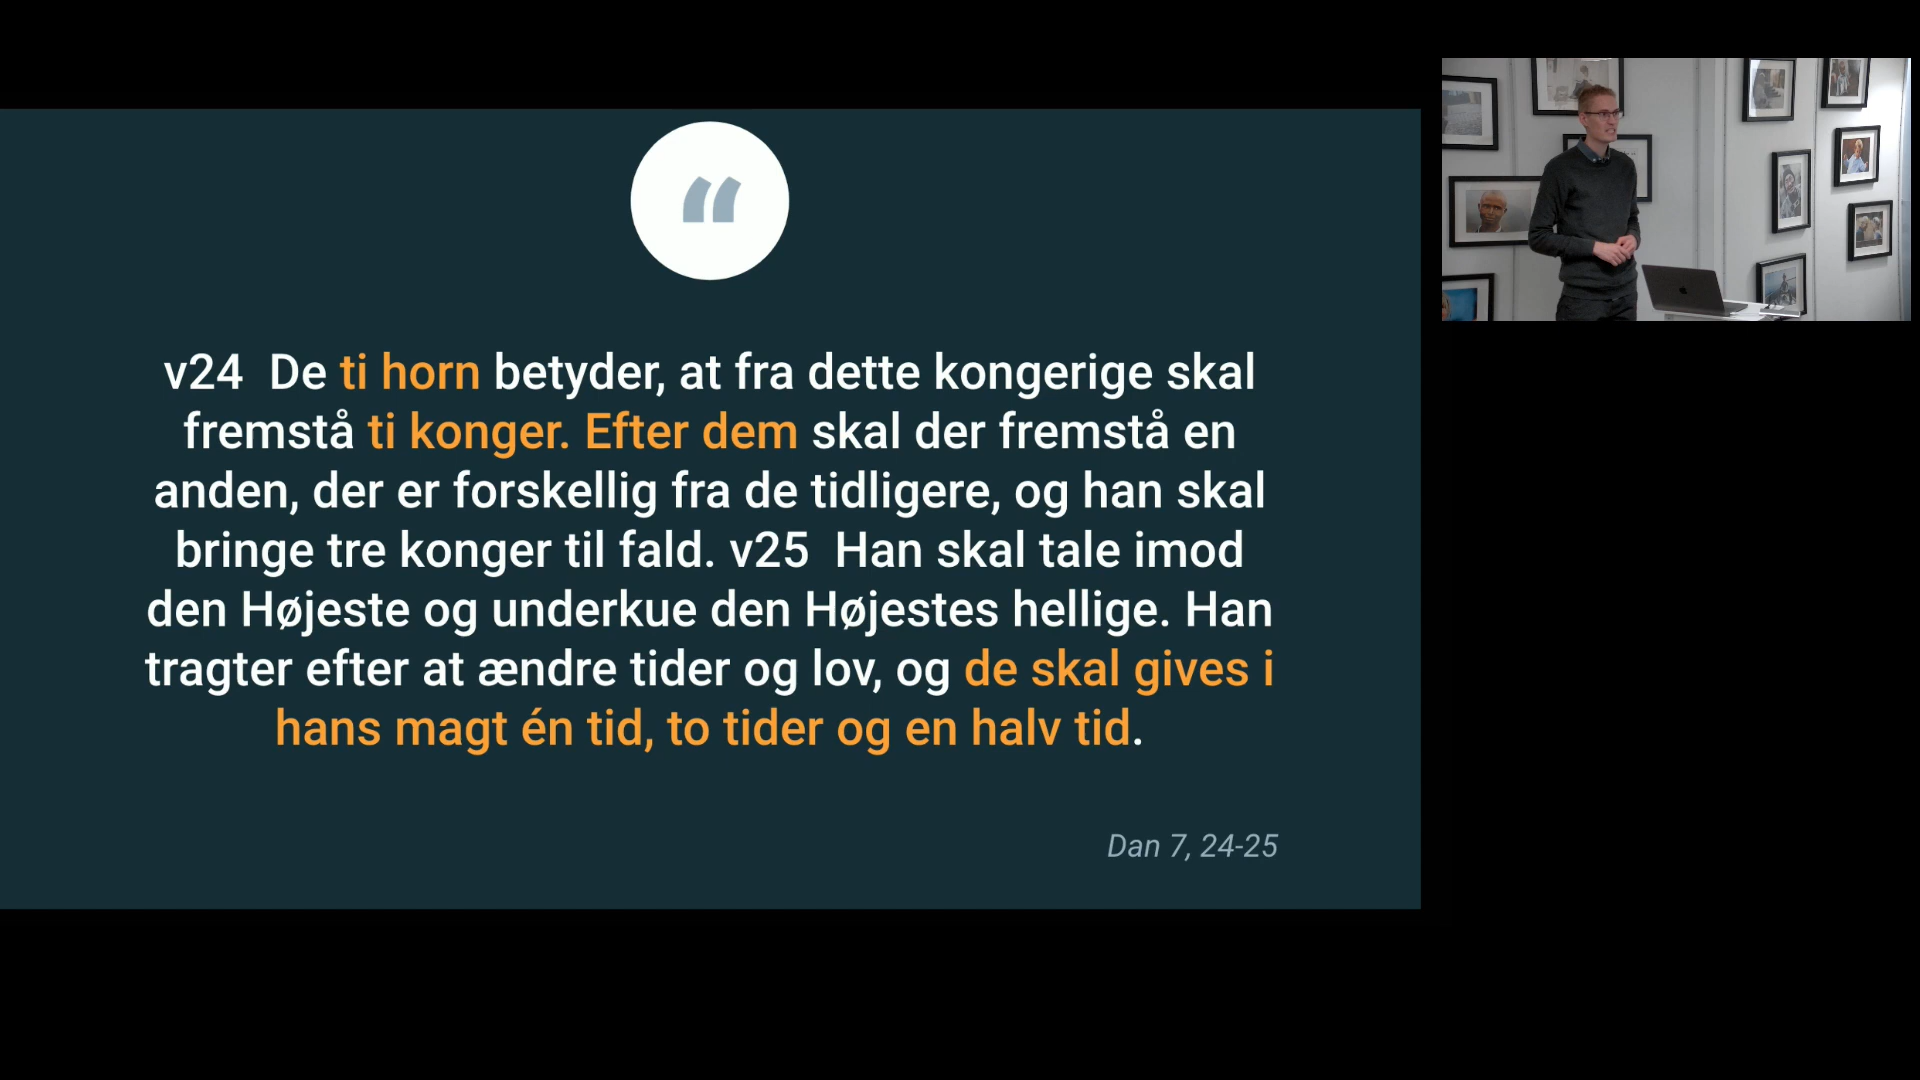 “
v24 De ti horn betyder, at fra dette kongerige skal
fremstå ti konger. Efter dem skal der fremstå en
anden, der er forskellig fra de tidligere, og han skal
bringe tre konger til fald. v25 Han skal tale imod
den Højeste og underkue den Højestes hellige. Han
tragter efter at ændre tider og lov, og de skal gives i
hans magt én tid, to tider og en halv tid.
Dan 7, 24-25